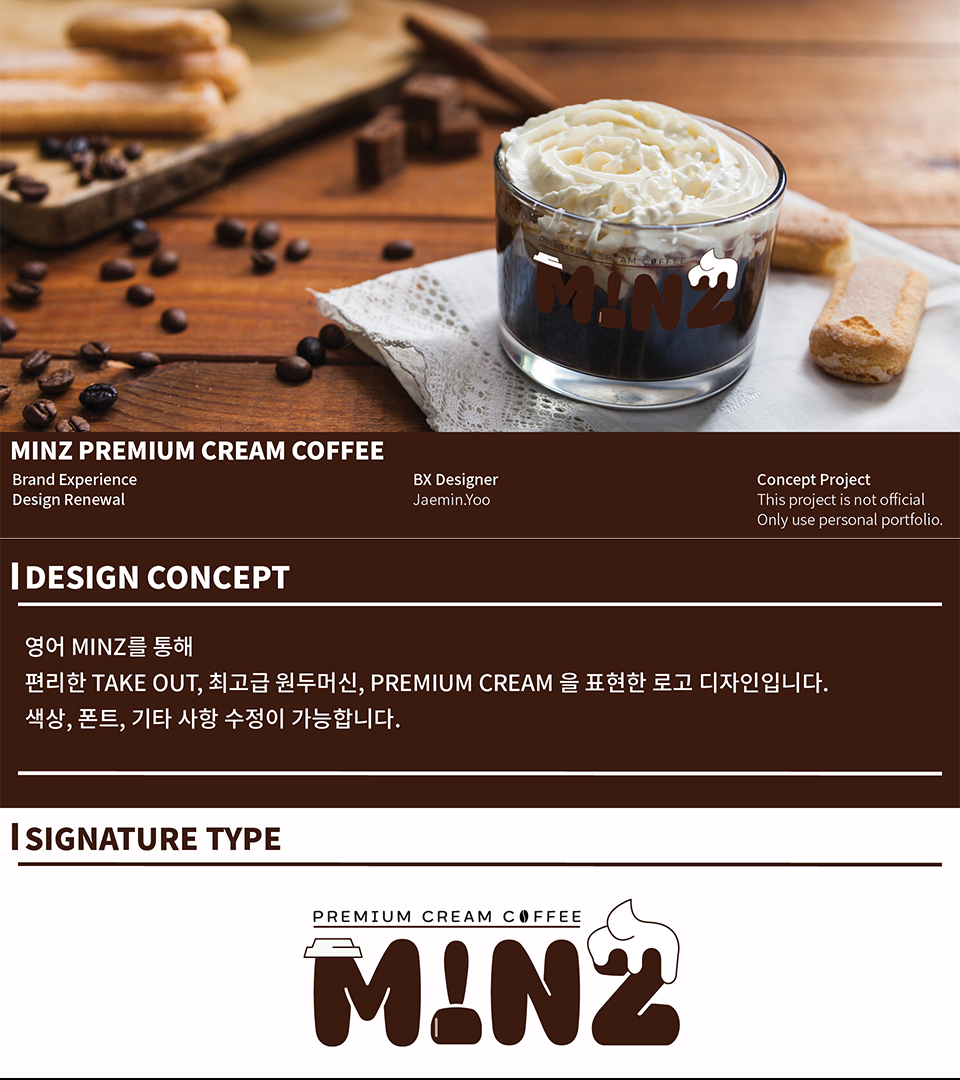 PREMIUM CREAM COFFEE
M!NZ
MINZ PREMIUM CREAM COFFEE
Brand Experience
Design Renewal
BX Designer
Jaemin.Yoo
Concept Project
This project is not official
Only use personal portfolio.
DESIGN CONCEPT
영어 MINZ를 통해
편리한 TAKE OUT, 최고급 원두머신, PREMIUM CREAM 을 표현한 로고 디자인입니다.
색상, 폰트, 기타 사항 수정이 가능합니다.
SIGNATURE TYPE
PREMIUM CREAM COFFEE
M!NZ